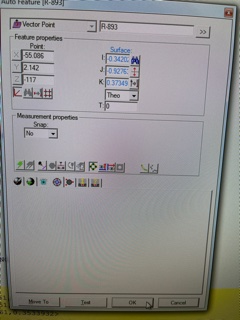 Auto Feature [R-893]
Vector Point
R-893
>>
Feature properties
Point:
Surface:
X -55.086
I: -0.3420
Y 2.142
J: -0.9276
Z -117
K: 0.37349
Theo
T: 0
Measurement properties
Snap:
No
Move To
Test
OK
Cancel